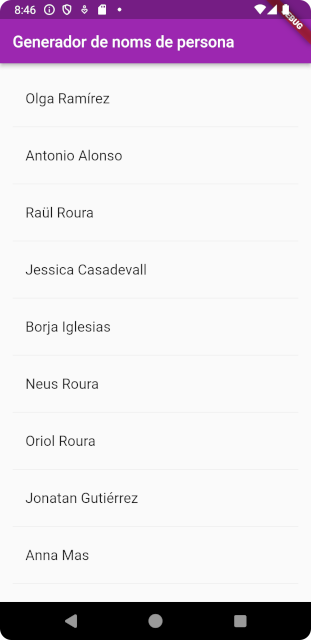 8:46
Generador de noms de persona
Olga Ramírez
Antonio Alonso
Raül Roura
Jessica Casadevall
Borja Iglesias
Neus Roura
Oriol Roura
Jonatan Gutiérrez
Anna Mas